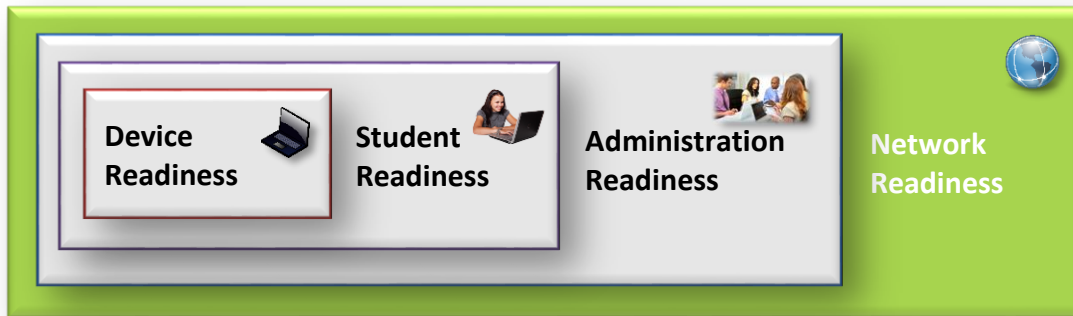 Device
Readiness
Student
Readiness
Administration
Readiness
Network
Readiness